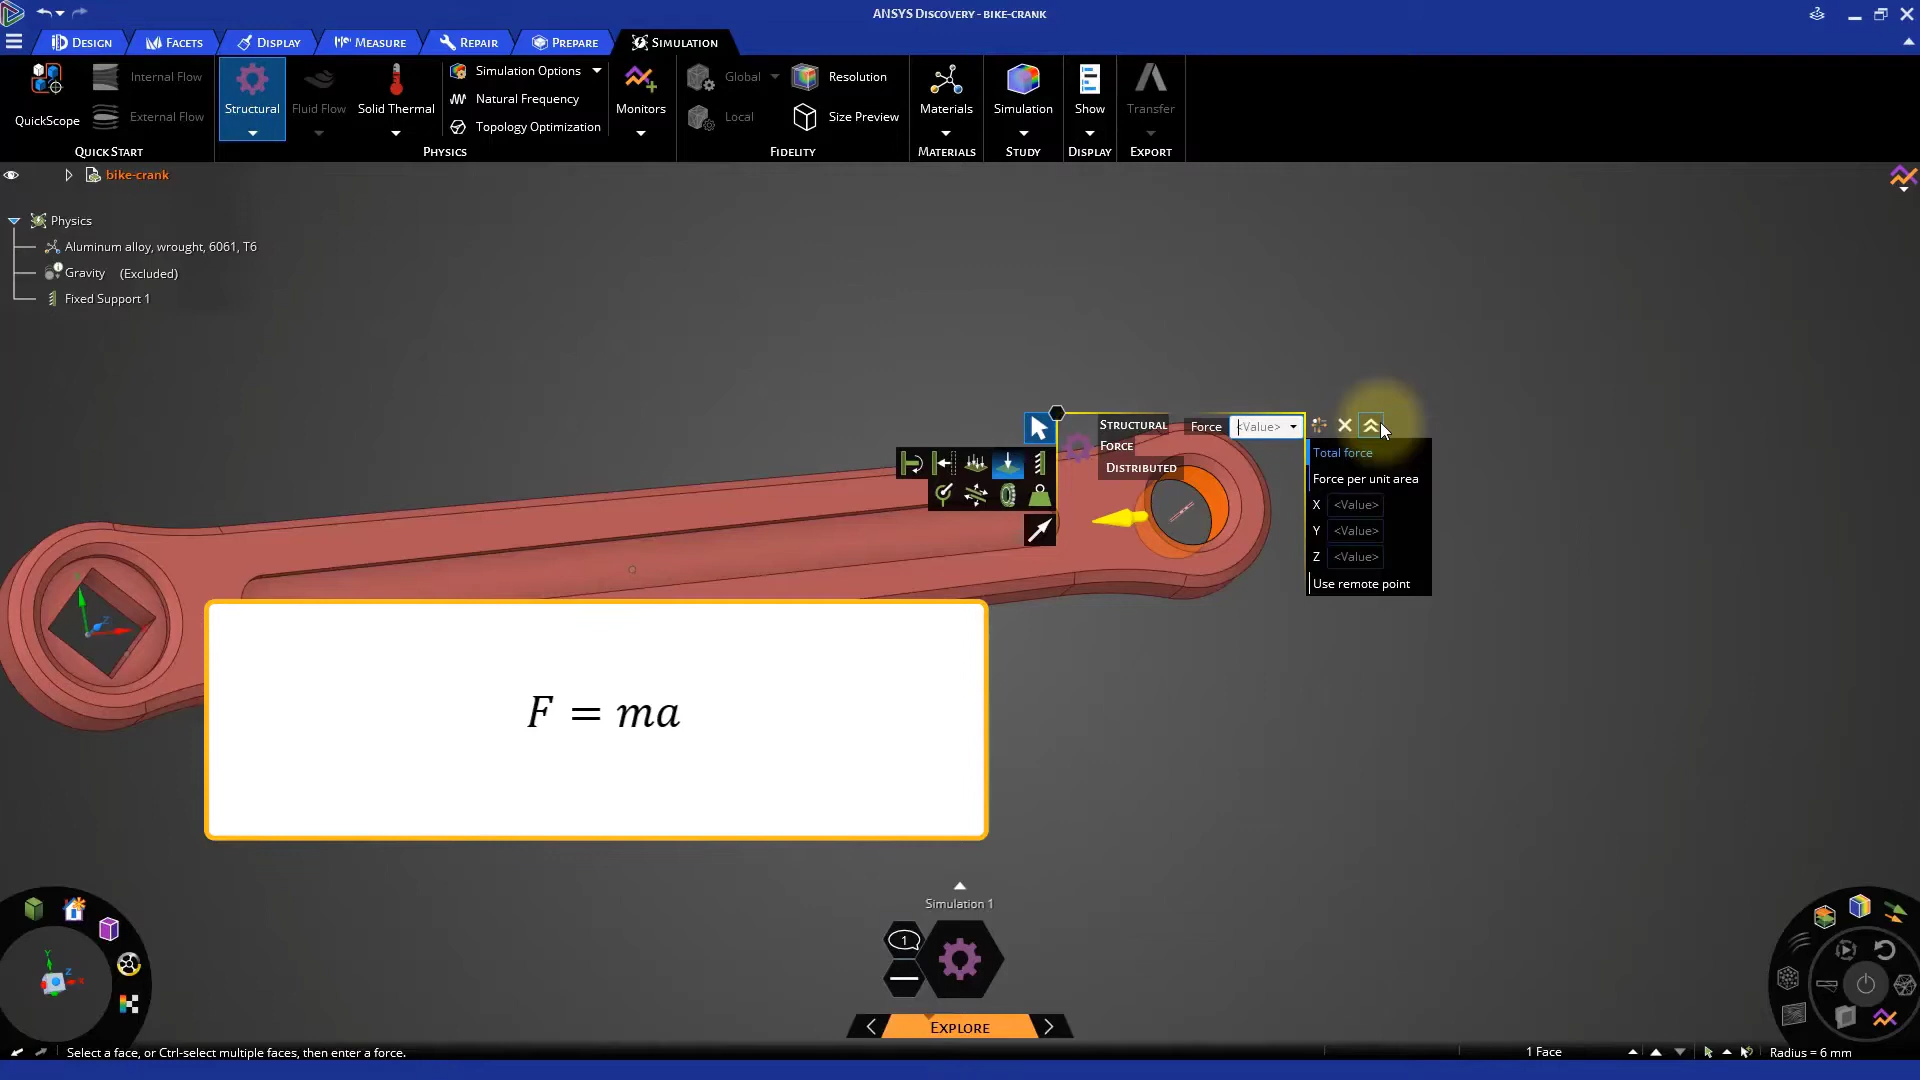 ANSYS Discovery - bike-crank
Design
Facets
Display
Measure
Repair
Prepare
Simulation
QuickScope
Internal Flow
External Flow
Quick Start
Structural
Fluid Flow
Solid Thermal
Simulation Options
Natural Frequency
Topology Optimization
Physics
Monitors
Global
Local
Resolution
Size Preview
Fidelity
Materials
Materials
Simulation
Study
Show
Display
Transfer
Export
bike-crank
Physics
Aluminum alloy, wrought, 6061, T6
Gravity (Excluded)
Fixed Support 1
Structural
Force
Distributed
Force <Value>
Total force
Force per unit area
X <Value>
Y <Value>
Z <Value>
Use remote point
F = ma
Simulation 1
1
Explore
Select a face, or Ctrl-select multiple faces, then enter a force.
1 Face
Radius = 6 mm